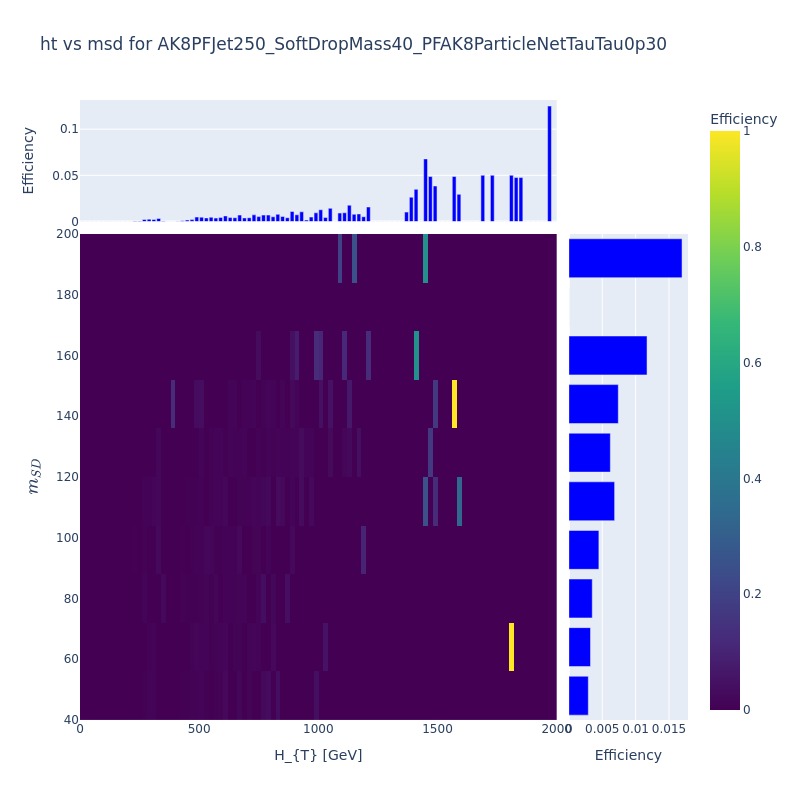 ht vs msd for AK8PFJet250_SoftDropMass40_PFAK8ParticleNetTauTau0p30
Efficiency
0.1
0.05
0
Efficiency
1
0.8
0.6
0.4
0.2
0
m_{SD}
200
180
160
140
120
100
80
60
40
0 500 1000 1500 2000
H_{T} [GeV]
0 0.005 0.01 0.015
Efficiency